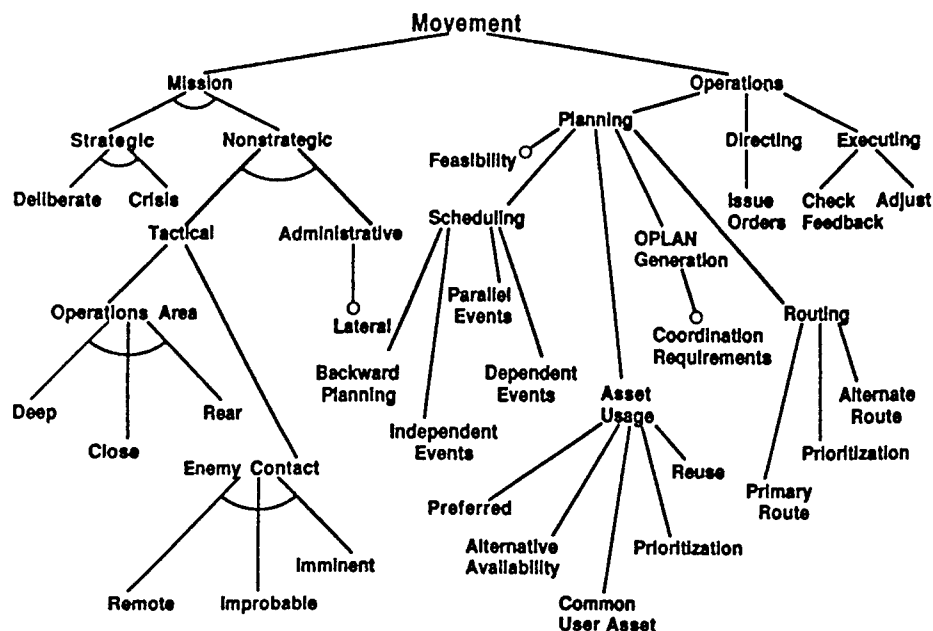 Movement
Mission
Operations
Strategic
Nonstrategic
Planning
Directing
Executing
Feasibility
Deliberate
Crisis
Issue
Orders
Check
Feedback
Adjust
Tactical
Administrative
Scheduling
OPLAN
Generation
Operations Area
Lateral
Parallel
Events
Routing
Coordination
Requirements
Backward
Planning
Dependent
Events
Deep
Close
Rear
Independent
Events
Asset
Usage
Alternate
Route
Prioritization
Enemy Contact
Reuse
Primary
Route
Preferred
Alternative
Availability
Prioritization
Imminent
Remote
Improbable
Common
User Asset